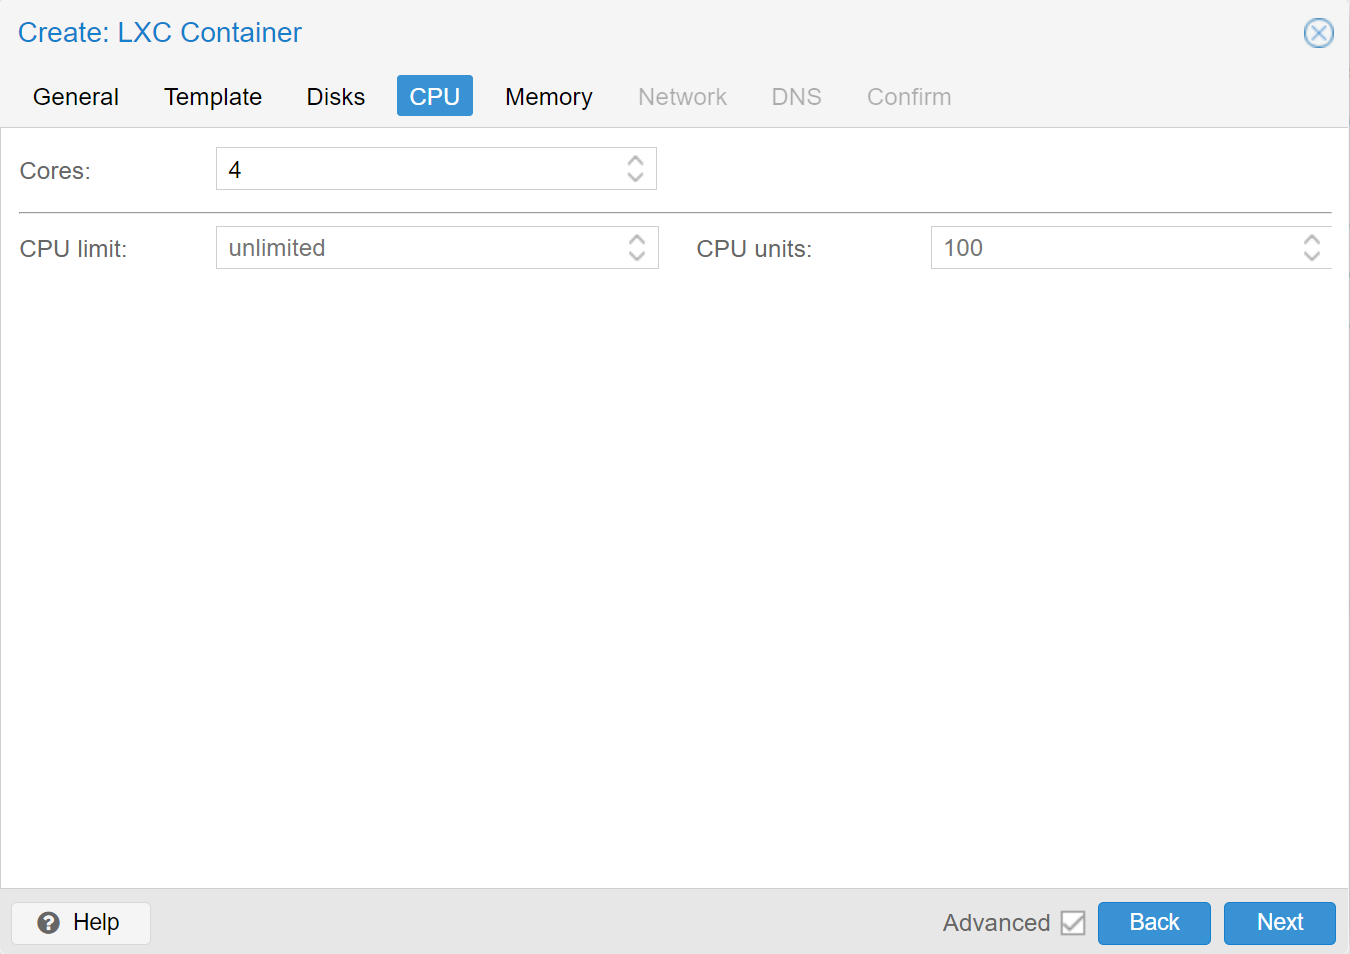 Create: LXC Container
General Template Disks CPU Memory Network DNS Confirm
Cores: 4
CPU limit: unlimited CPU units: 100
Help Advanced Back Next